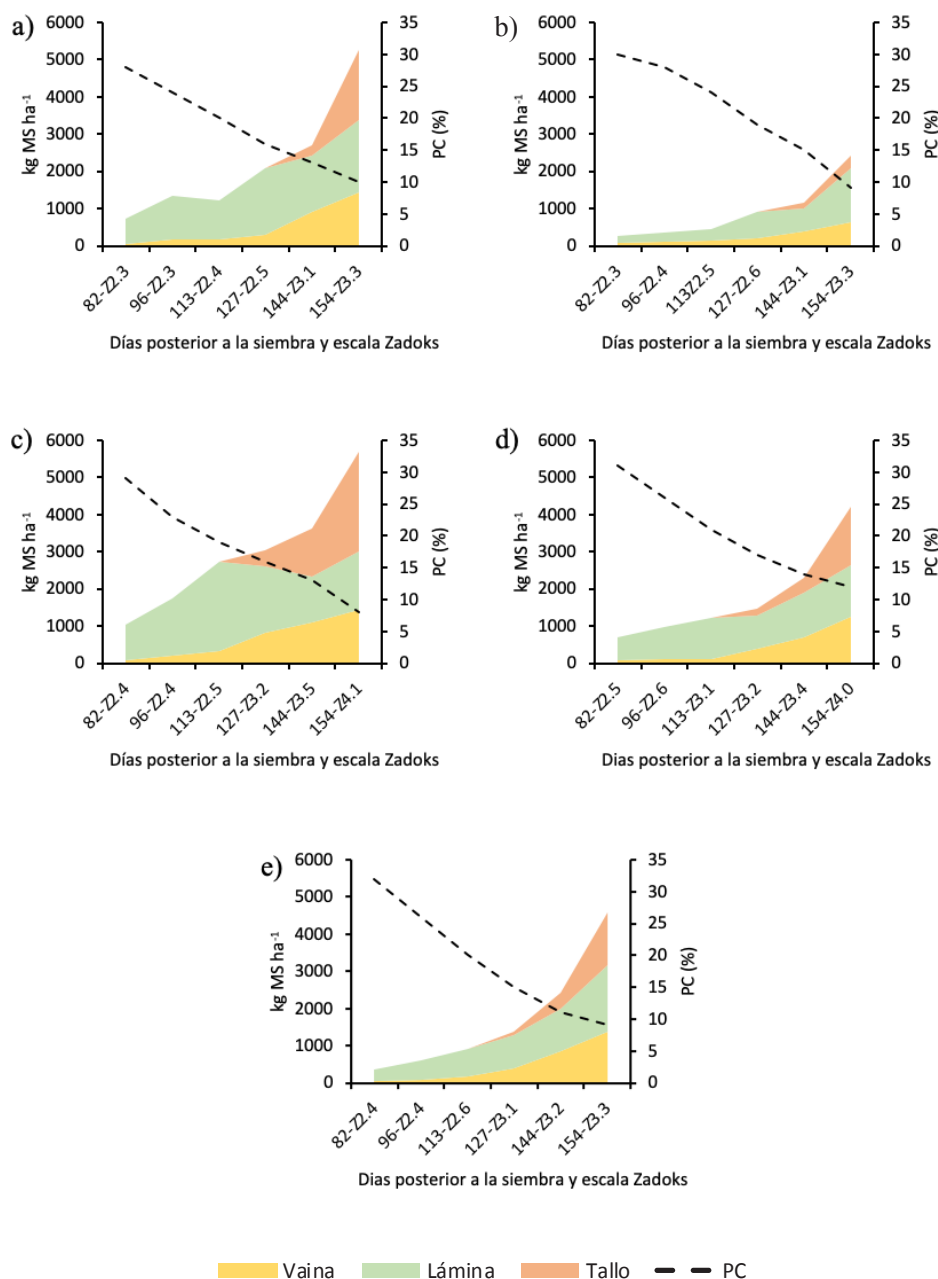 a)
6000
5000
4000
3000
2000
1000
0
kg MS ha⁻¹
35
30
25
20
15
10
5
0
PC (%)
82-Z2.3
96-Z2.3
113-Z2.4
127-Z2.5
144-Z3.1
154-Z3.3
Días posterior a la siembra y escala Zadoks
b)
6000
5000
4000
3000
2000
1000
0
kg MS ha⁻¹
35
30
25
20
15
10
5
0
PC (%)
82-Z2.3
96-Z2.4
113Z2.5
127-Z2.6
144-Z3.1
154-Z3.3
Días posterior a la siembra y escala Zadoks
c)
6000
5000
4000
3000
2000
1000
0
kg MS ha⁻¹
35
30
25
20
15
10
5
0
PC (%)
82-Z2.4
96-Z2.4
113-Z2.5
127-Z3.2
144-Z3.5
154-Z4.1
Días posterior a la siembra y escala Zadoks
d)
6000
5000
4000
3000
2000
1000
0
kg MS ha⁻¹
35
30
25
20
15
10
5
0
PC (%)
82-Z2.5
96-Z2.6
113-Z3.1
127-Z3.2
144-Z3.4
154-Z4.0
Dias posterior a la siembra y escala Zadoks
e)
6000
5000
4000
3000
2000
1000
0
kg MS ha⁻¹
35
30
25
20
15
10
5
0
PC (%)
82-Z2.4
96-Z2.4
113-Z2.6
127-Z3.1
144-Z3.2
154-Z3.3
Dias posterior a la siembra y escala Zadoks
Vaina Lámina Tallo PC